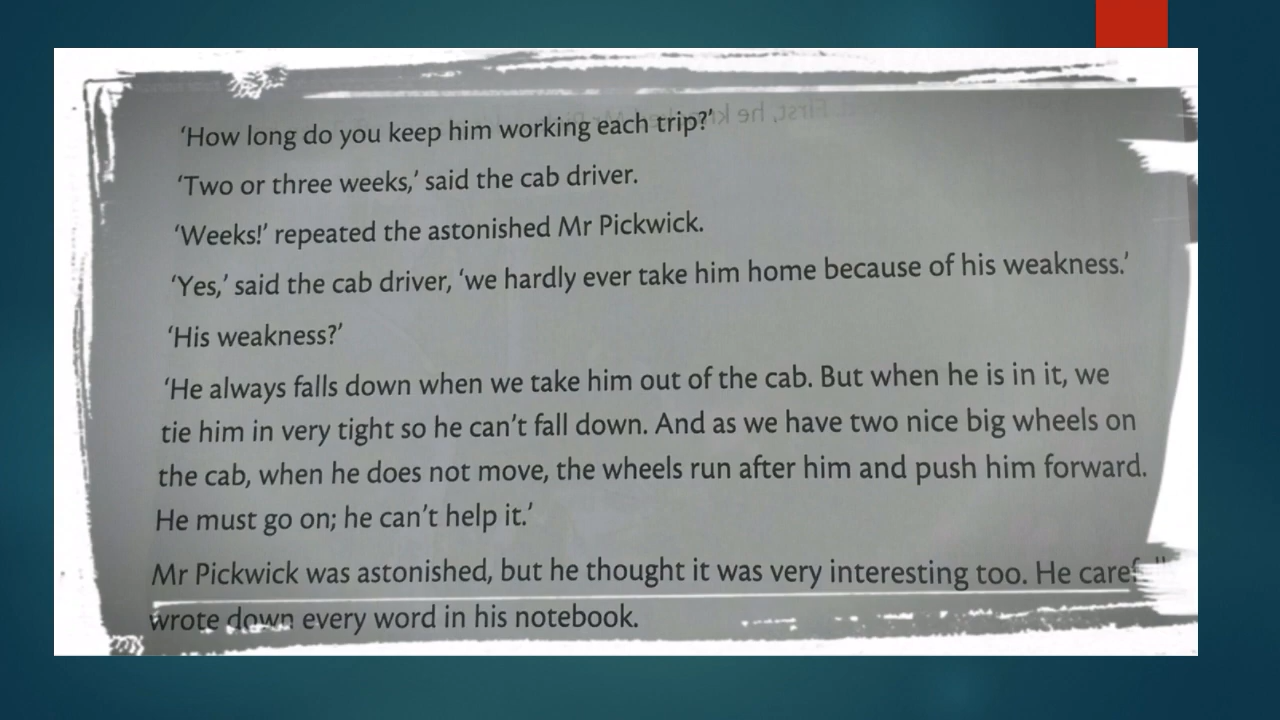 ‘How long do you keep him working each trip?’
‘Two or three weeks,’ said the cab driver.
‘Weeks!’ repeated the astonished Mr Pickwick.
‘Yes,’ said the cab driver, ‘we hardly ever take him home because of his weakness.’
‘His weakness?’
‘He always falls down when we take him out of the cab. But when he is in it, we
tie him in very tight so he can’t fall down. And as we have two nice big wheels on
the cab, when he does not move, the wheels run after him and push him forward.
He must go on; he can’t help it.’
Mr Pickwick was astonished, but he thought it was very interesting too. He
wrote down every word in his notebook.